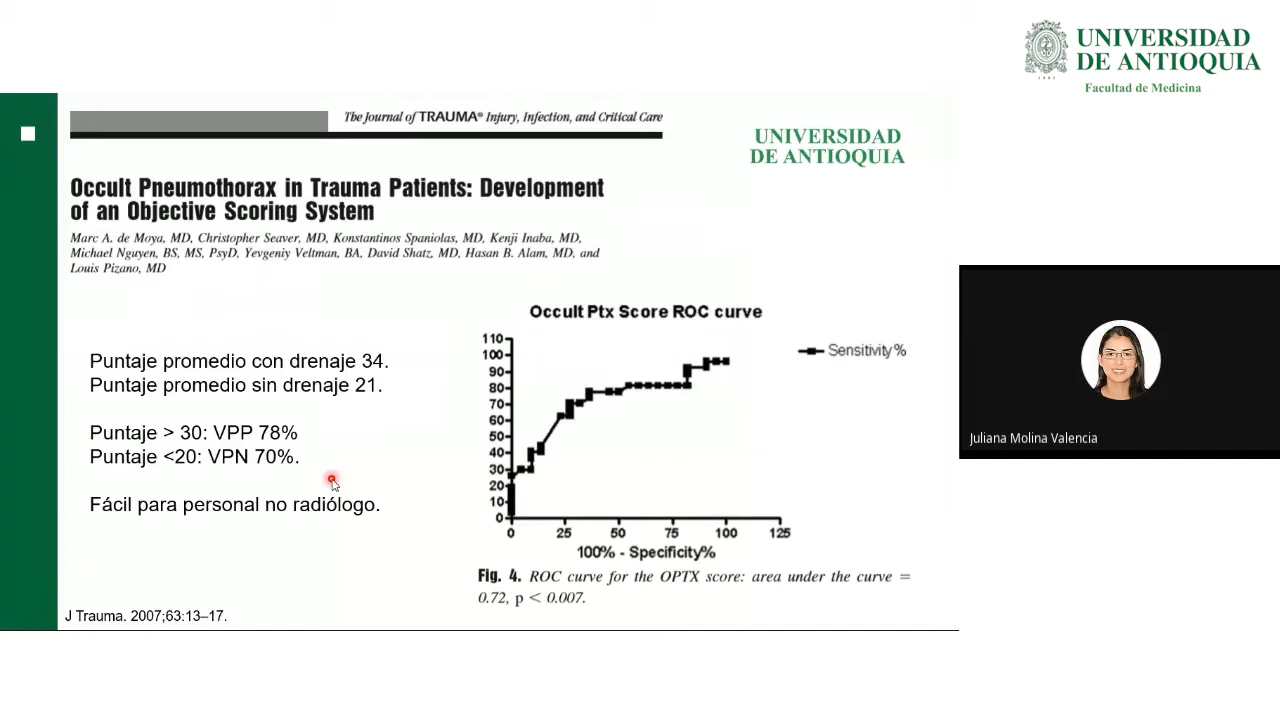 UNIVERSIDAD
DE ANTIOQUIA
1803
Facultad de Medicina
The Journal of TRAUMA® Injury, Infection, and Critical Care
UNIVERSIDAD
DE ANTIOQUIA
Occult Pneumothorax in Trauma Patients: Development
of an Objective Scoring System
Marc A. de Moya, MD, Christopher Seaver, MD, Konstantinos Spaniolas, MD, Kenji Inaba, MD,
Michael Nguyen, BS, MS, PsyD, Yevgeniy Veltman, BA, David Shatz, MD, Hasan B. Alam, MD, and
Louis Pizano, MD
Puntaje promedio con drenaje 34.
Puntaje promedio sin drenaje 21.
Puntaje > 30: VPP 78%
Puntaje <20: VPN 70%.
Fácil para personal no radiólogo.
Occult Ptx Score ROC curve
110
100
90
80
70
60
50
40
30
20
10
0
0 25 50 75 100 125
100% - Specificity%
Sensitivity%
Fig. 4. ROC curve for the OPTX score: area under the curve =
0.72, p < 0.007.
J Trauma. 2007;63:13–17.
Juliana Molina Valencia